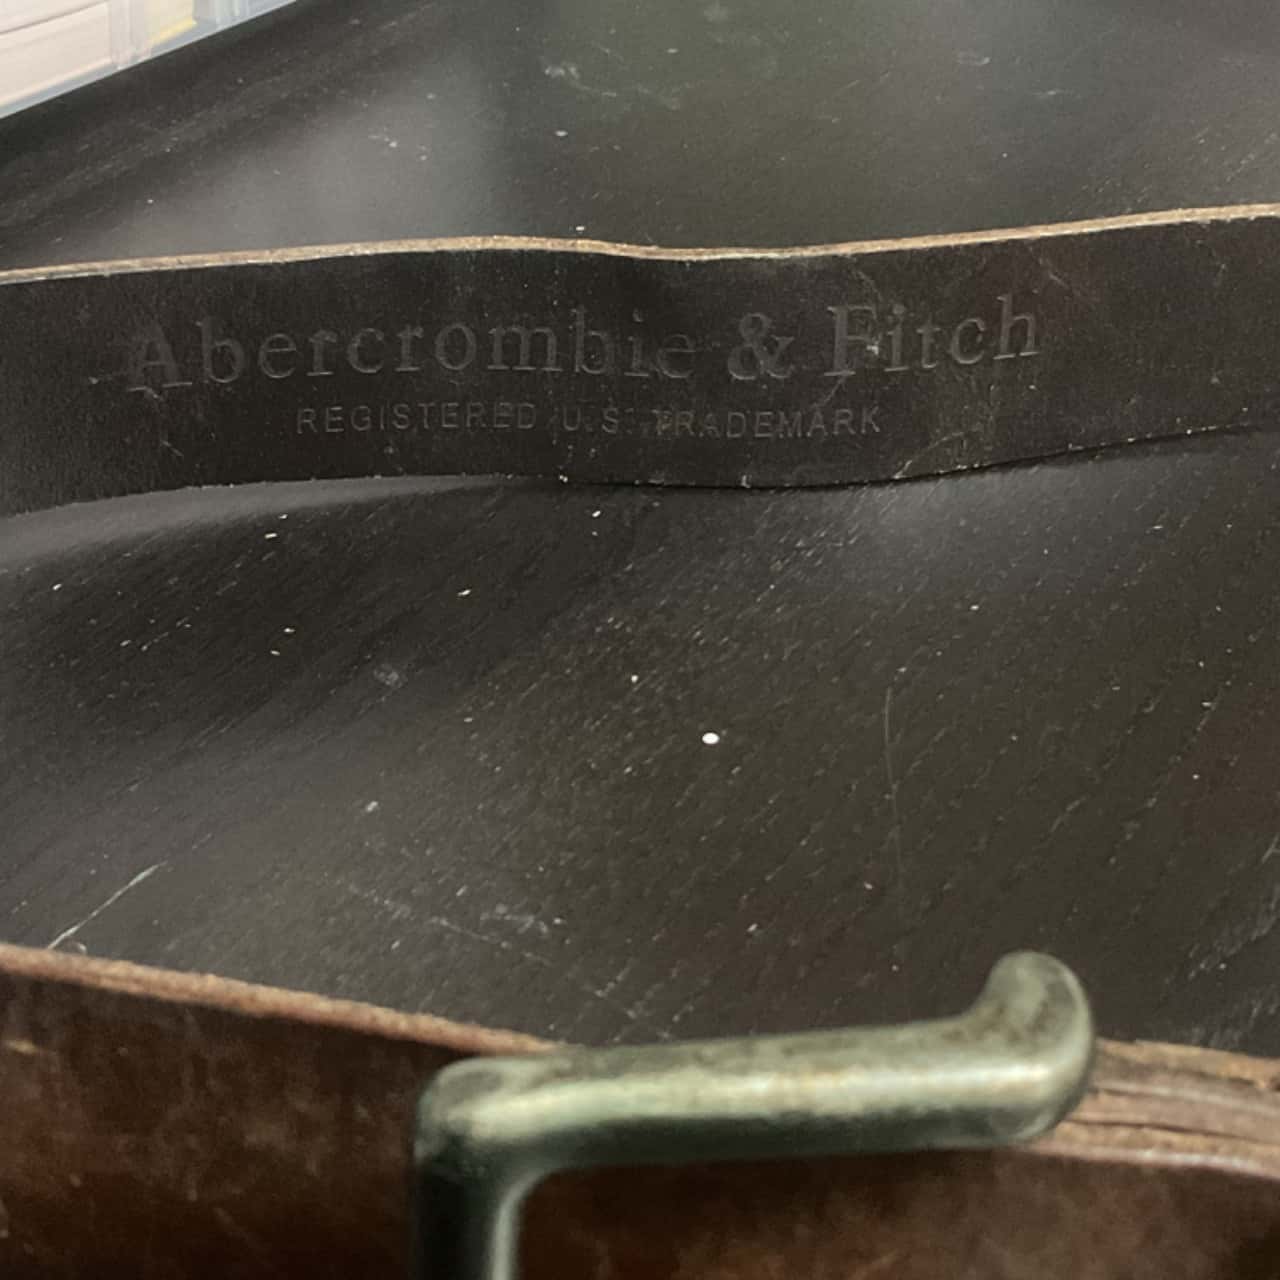 Abercrombie & Fitch
REGISTERED U.S. TRADEMARK